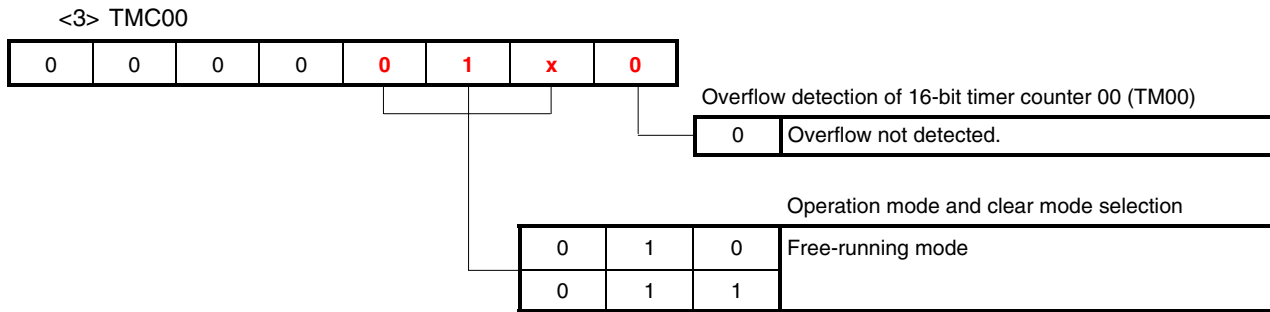 <3> TMC00
0 0 0 0 0 1 x 0
Overflow detection of 16-bit timer counter 00 (TM00)
0 Overflow not detected.
Operation mode and clear mode selection
0 1 0 Free-running mode
0 1 1